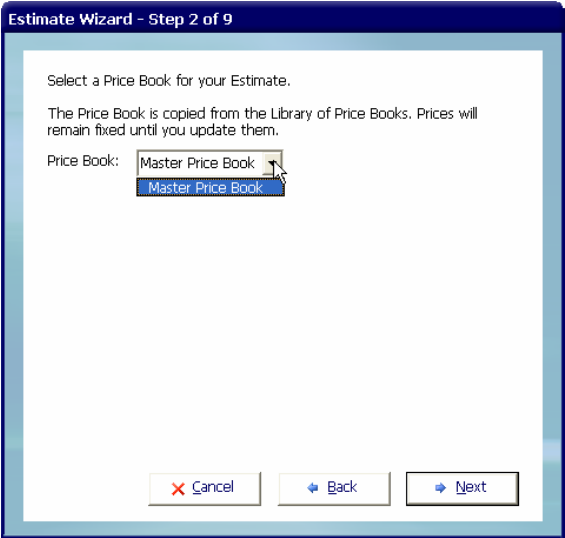 Estimate Wizard - Step 2 of 9
Select a Price Book for your Estimate.
The Price Book is copied from the Library of Price Books. Prices will
remain fixed until you update them.
Price Book: Master Price Book
Master Price Book
Cancel Back Next